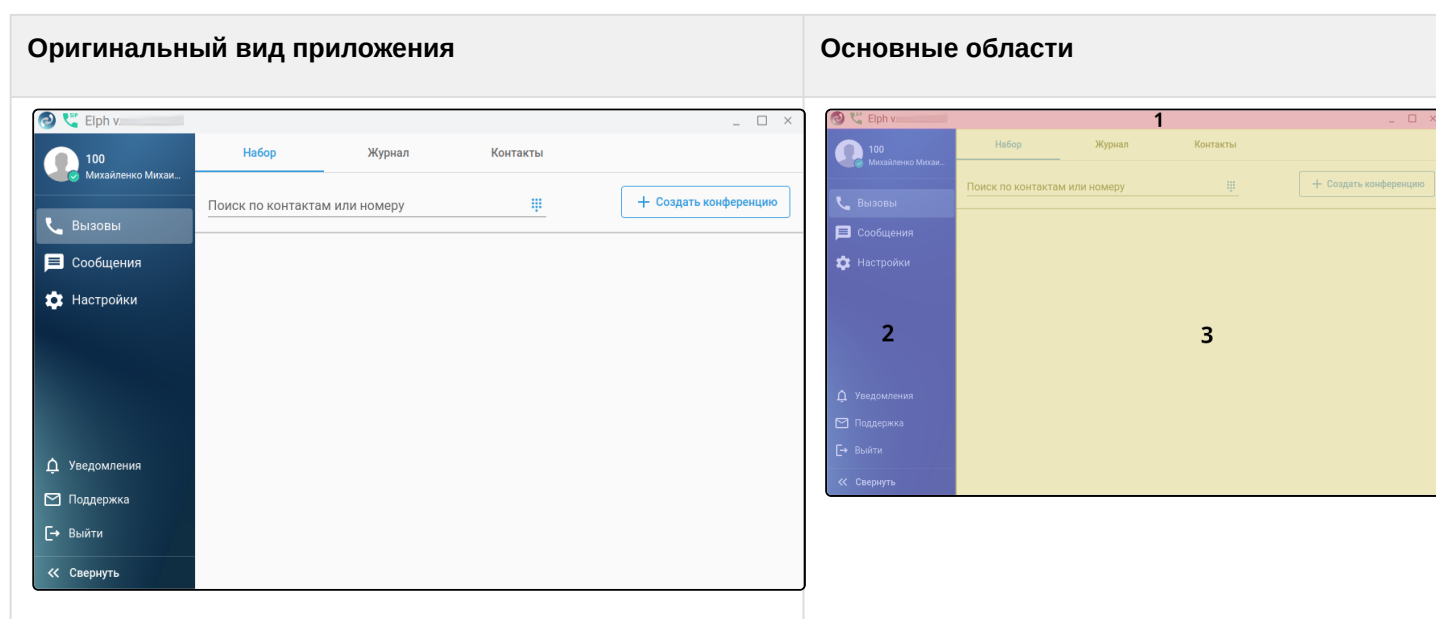 Оригинальный вид приложения
Основные области
SIP Elph v.
100
Михайленко Михаи...
Набор
Журнал
Контакты
Поиск по контактам или номеру
+ Создать конференцию
Вызовы
Сообщения
Настройки
Уведомления
Поддержка
Выйти
Свернуть
Elph v.
1
100
Михайленко Михаи...
Набор
Журнал
Контакты
Поиск по контактам или номеру
+ Создать конференцию
Вызовы
Сообщения
Настройки
2
3
Уведомления
Поддержка
Выйти
Свернуть